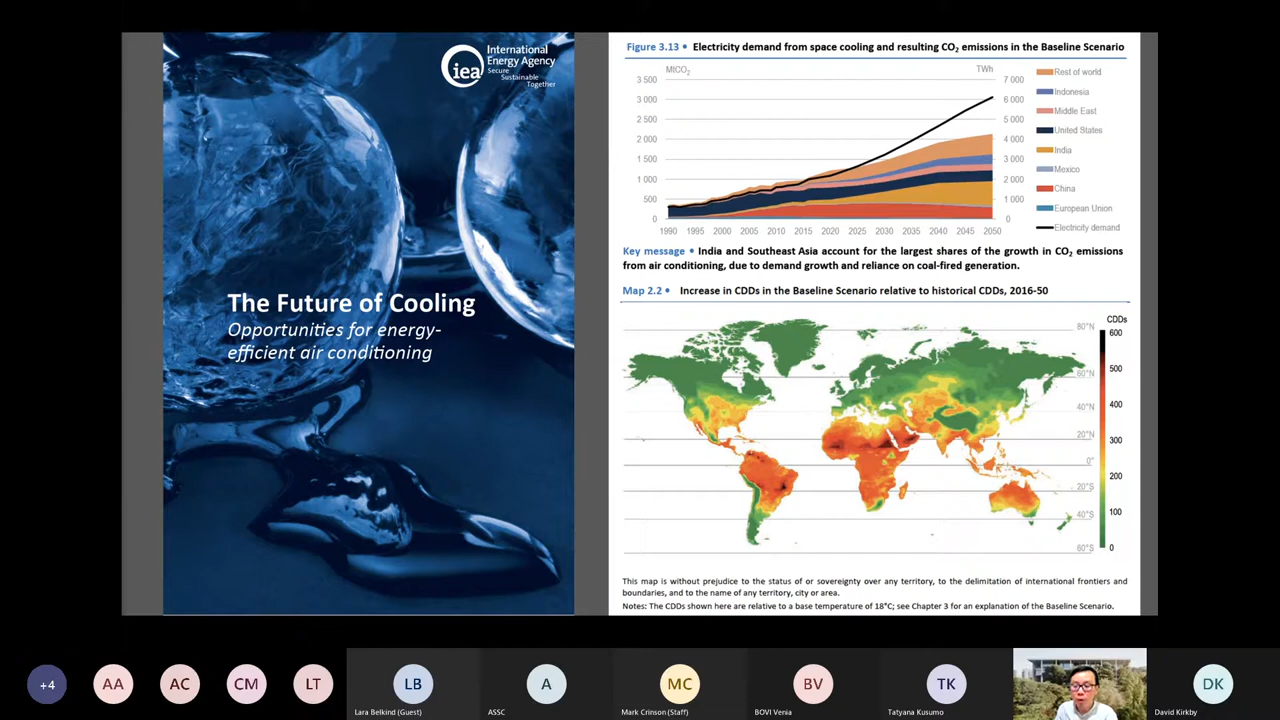 iea
International
Energy Agency
Secure
Sustainable
Together
The Future of Cooling
Opportunities for energy-
efficient air conditioning
Figure 3.13 • Electricity demand from space cooling and resulting CO2 emissions in the Baseline Scenario
MtCO2
TWh
3 500
3 000
2 500
2 000
1 500
1 000
500
0
7 000
6 000
5 000
4 000
3 000
2 000
1 000
0
1990 1995 2000 2005 2010 2015 2020 2025 2030 2035 2040 2045 2050
Rest of world
Indonesia
Middle East
United States
India
Mexico
China
European Union
Electricity demand
Key message • India and Southeast Asia account for the largest shares of the growth in CO2 emissions
from air conditioning, due to demand growth and reliance on coal-fired generation.
Map 2.2 • Increase in CDDs in the Baseline Scenario relative to historical CDDs, 2016-50
CDDs
600
500
400
300
200
100
0
80°N
60°N
40°N
20°N
0°
20°S
40°S
60°S
This map is without prejudice to the status of or sovereignty over any territory, to the delimitation of international frontiers and
boundaries, and to the name of any territory, city or area.
Notes: The CDDs shown here are relative to a base temperature of 18°C; see Chapter 3 for an explanation of the Baseline Scenario.
+4
AA
AC
CM
LT
LB
Lara Belkind (Guest)
A
ASSC
MC
Mark Crinson (Staff)
BV
BOVI Venia
TK
Tatyana Kusumo
DK
David Kirkby